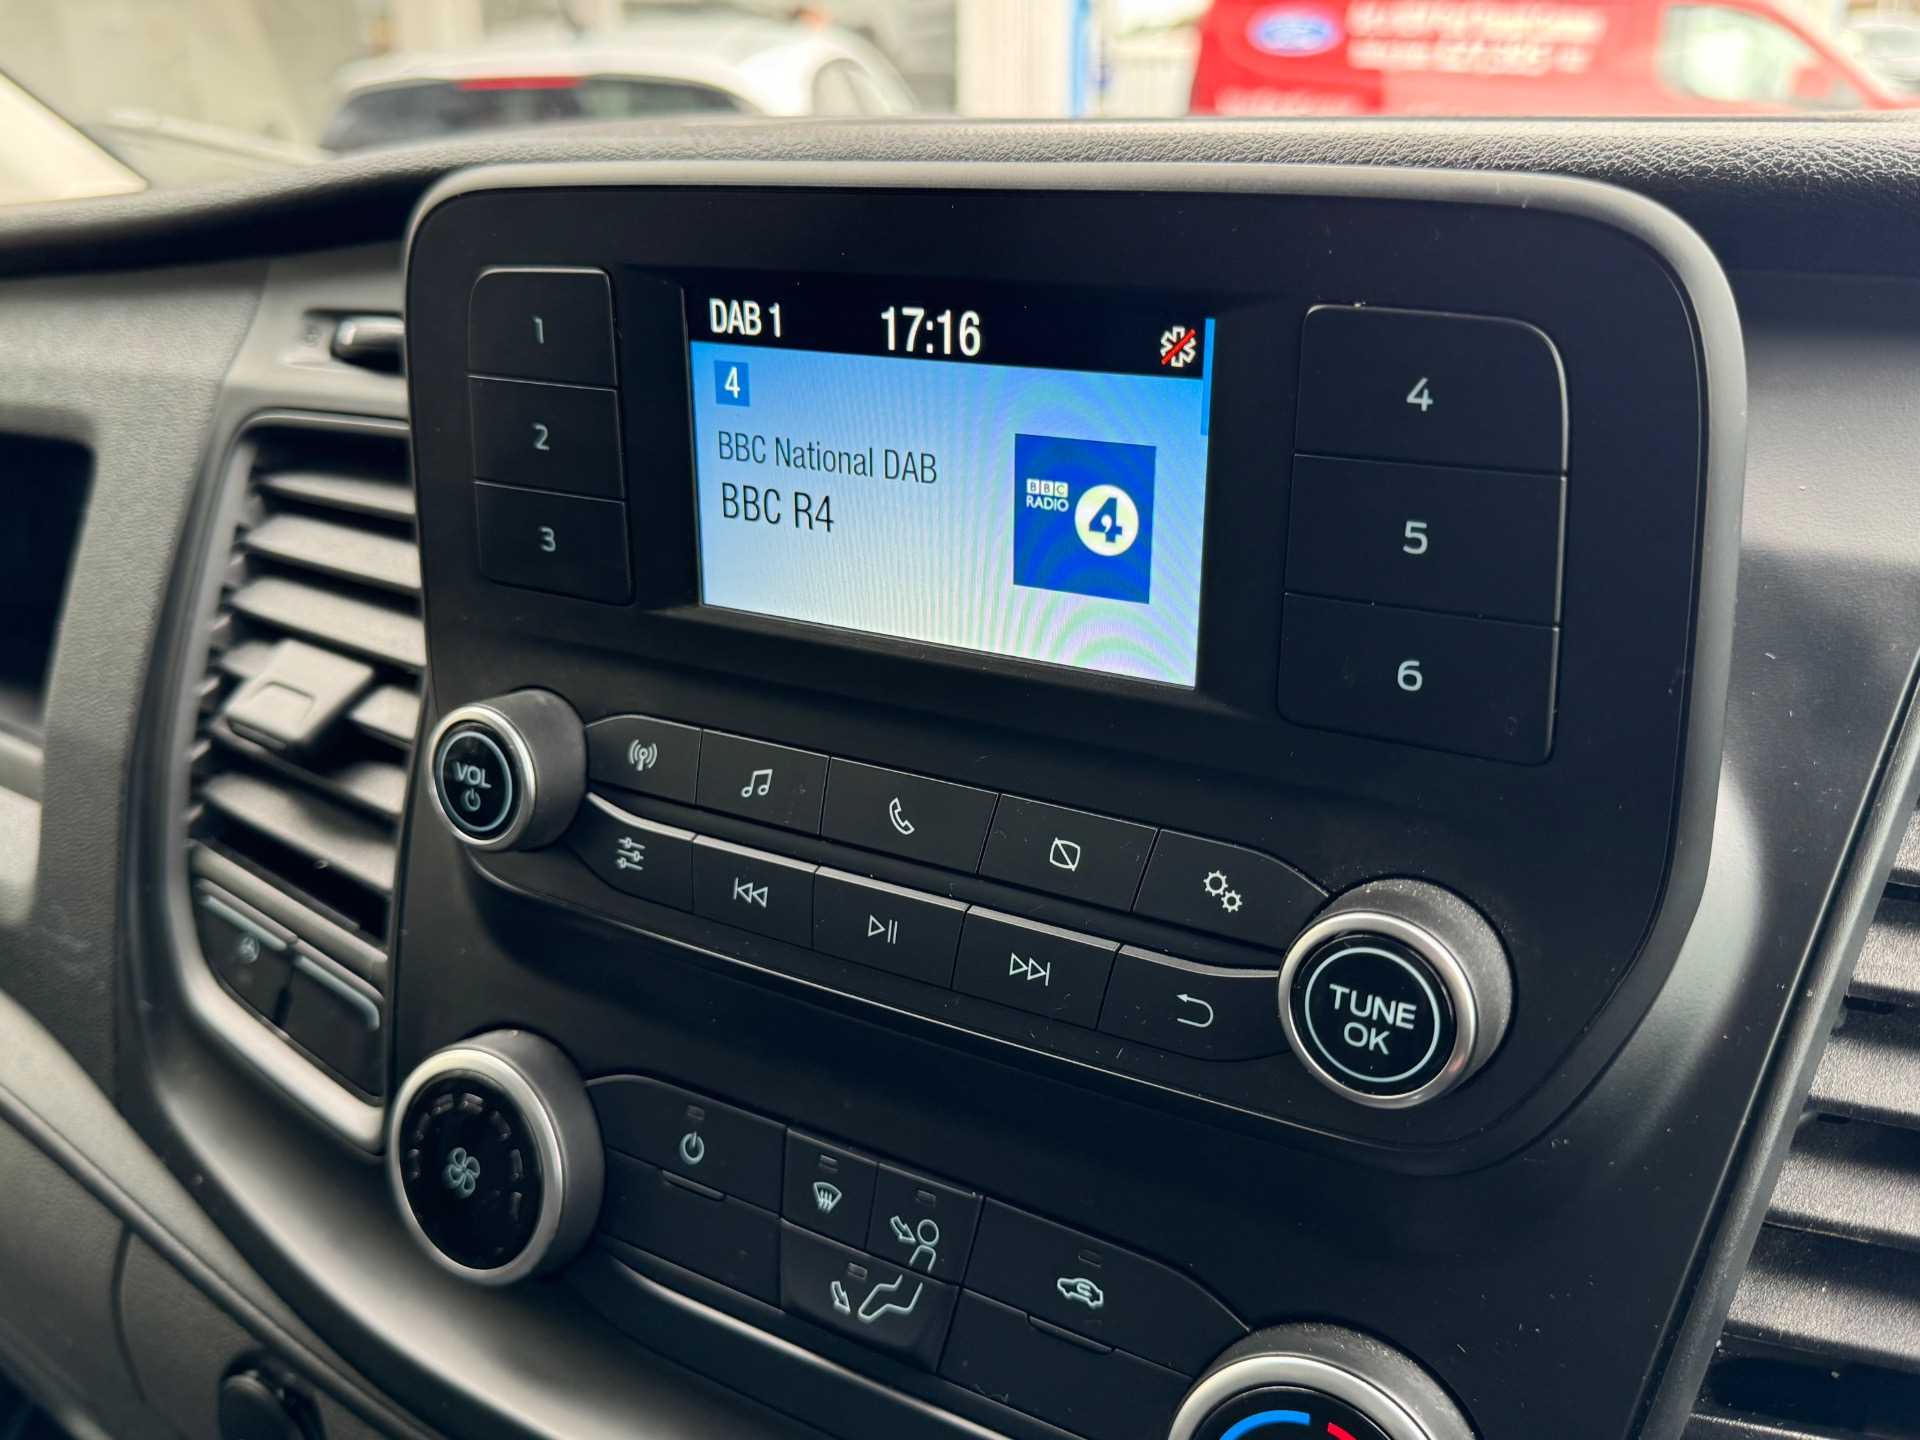 DAB 1 17:16
4
BBC National DAB
BBC R4
BBC
RADIO 4
1
2
3
4
5
6
VOL
TUNE
OK
Ford